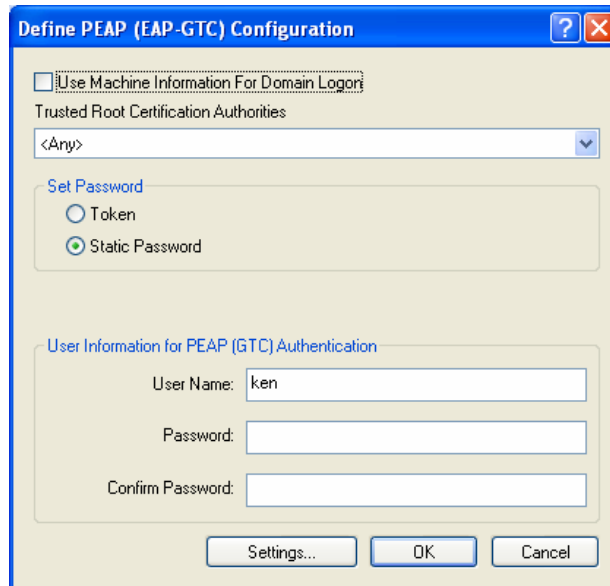 Define PEAP (EAP-GTC) Configuration
Use Machine Information For Domain Logon
Trusted Root Certification Authorities
<Any>
Set Password
Token
Static Password
User Information for PEAP (GTC) Authentication
User Name: ken
Password:
Confirm Password:
Settings... OK Cancel